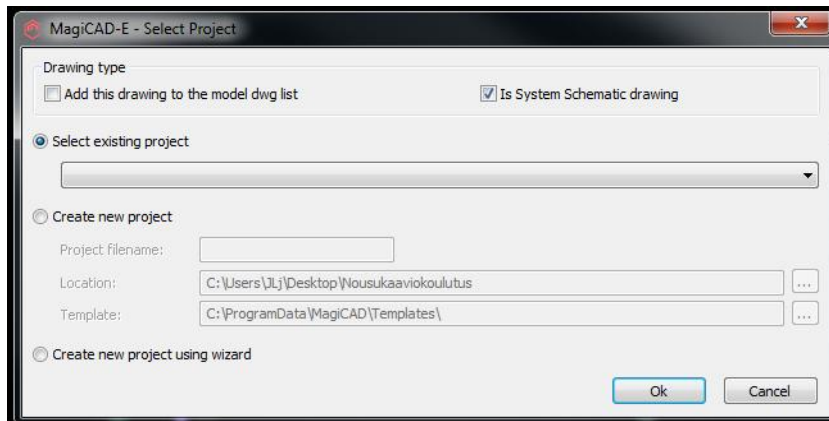 MagiCAD-E - Select Project
Drawing type
Add this drawing to the model dwg list Is System Schematic drawing
Select existing project
Create new project
Project filename:
Location: C:\Users\JLj\Desktop\Nousukaaviokoulutus ...
Template: C:\ProgramData\MagiCAD\Templates\ ...
Create new project using wizard
Ok Cancel